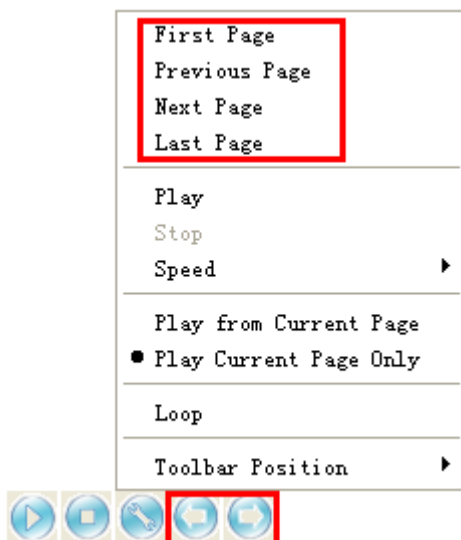 First Page
Previous Page
Next Page
Last Page
Play
Stop
Speed
Play from Current Page
Play Current Page Only
Loop
Toolbar Position